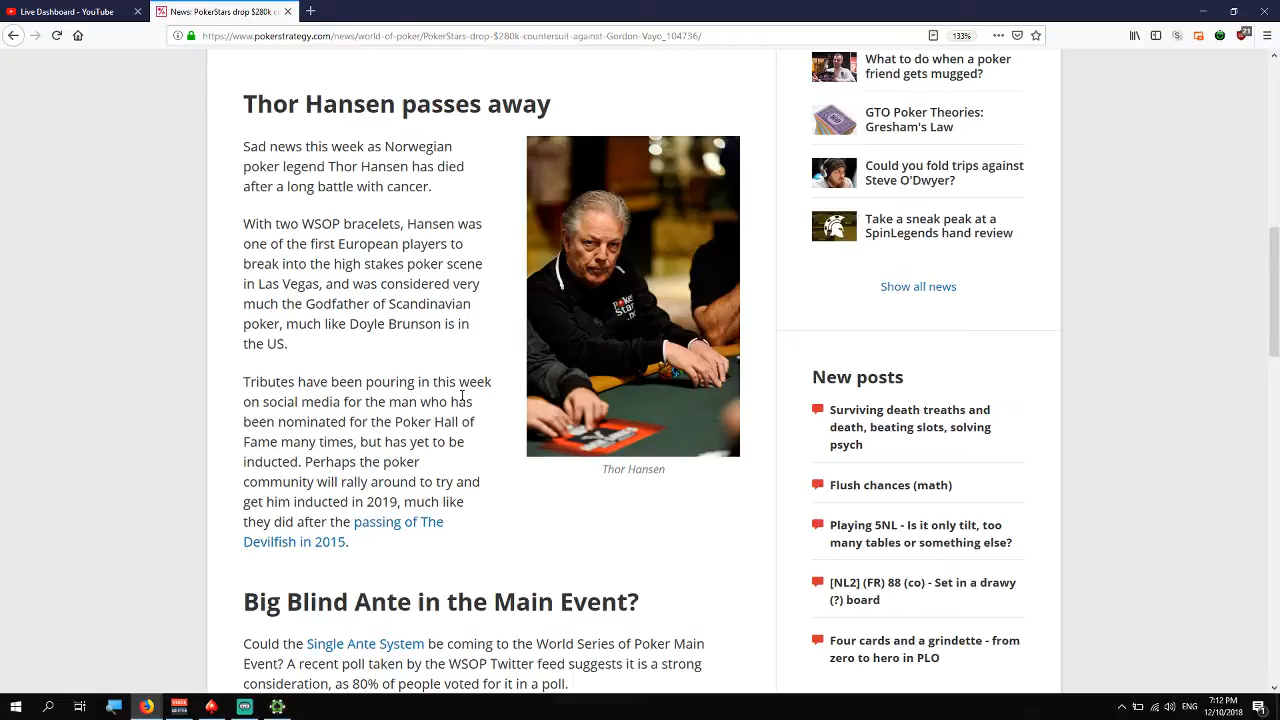 Live Dashboard - YouTube
News: PokerStars drop $280k c
https://www.pokerstrategy.com/news/world-of-poker/PokerStars-drop-$280k-countersuit-against-Gordon-Vayo_104736/
133%
Thor Hansen passes away
Sad news this week as Norwegian
poker legend Thor Hansen has died
after a long battle with cancer.
With two WSOP bracelets, Hansen was
one of the first European players to
break into the high stakes poker scene
in Las Vegas, and was considered very
much the Godfather of Scandinavian
poker, much like Doyle Brunson is in
the US.
Tributes have been pouring in this week
on social media for the man who has
been nominated for the Poker Hall of
Fame many times, but has yet to be
inducted. Perhaps the poker
community will rally around to try and
get him inducted in 2019, much like
they did after the passing of The
Devilfish in 2015.
Thor Hansen
Big Blind Ante in the Main Event?
Could the Single Ante System be coming to the World Series of Poker Main
Event? A recent poll taken by the WSOP Twitter feed suggests it is a strong
consideration, as 80% of people voted for it in a poll.
What to do when a poker
friend gets mugged?
GTO Poker Theories:
Gresham's Law
Could you fold trips against
Steve O'Dwyer?
Take a sneak peak at a
SpinLegends hand review
Show all news
New posts
Surviving death treaths and
death, beating slots, solving
psych
Flush chances (math)
Playing 5NL - Is it only tilt, too
many tables or something else?
[NL2] (FR) 88 (co) - Set in a drawy
(?) board
Four cards and a grindette - from
zero to hero in PLO
ENG
7:12 PM
12/10/2018